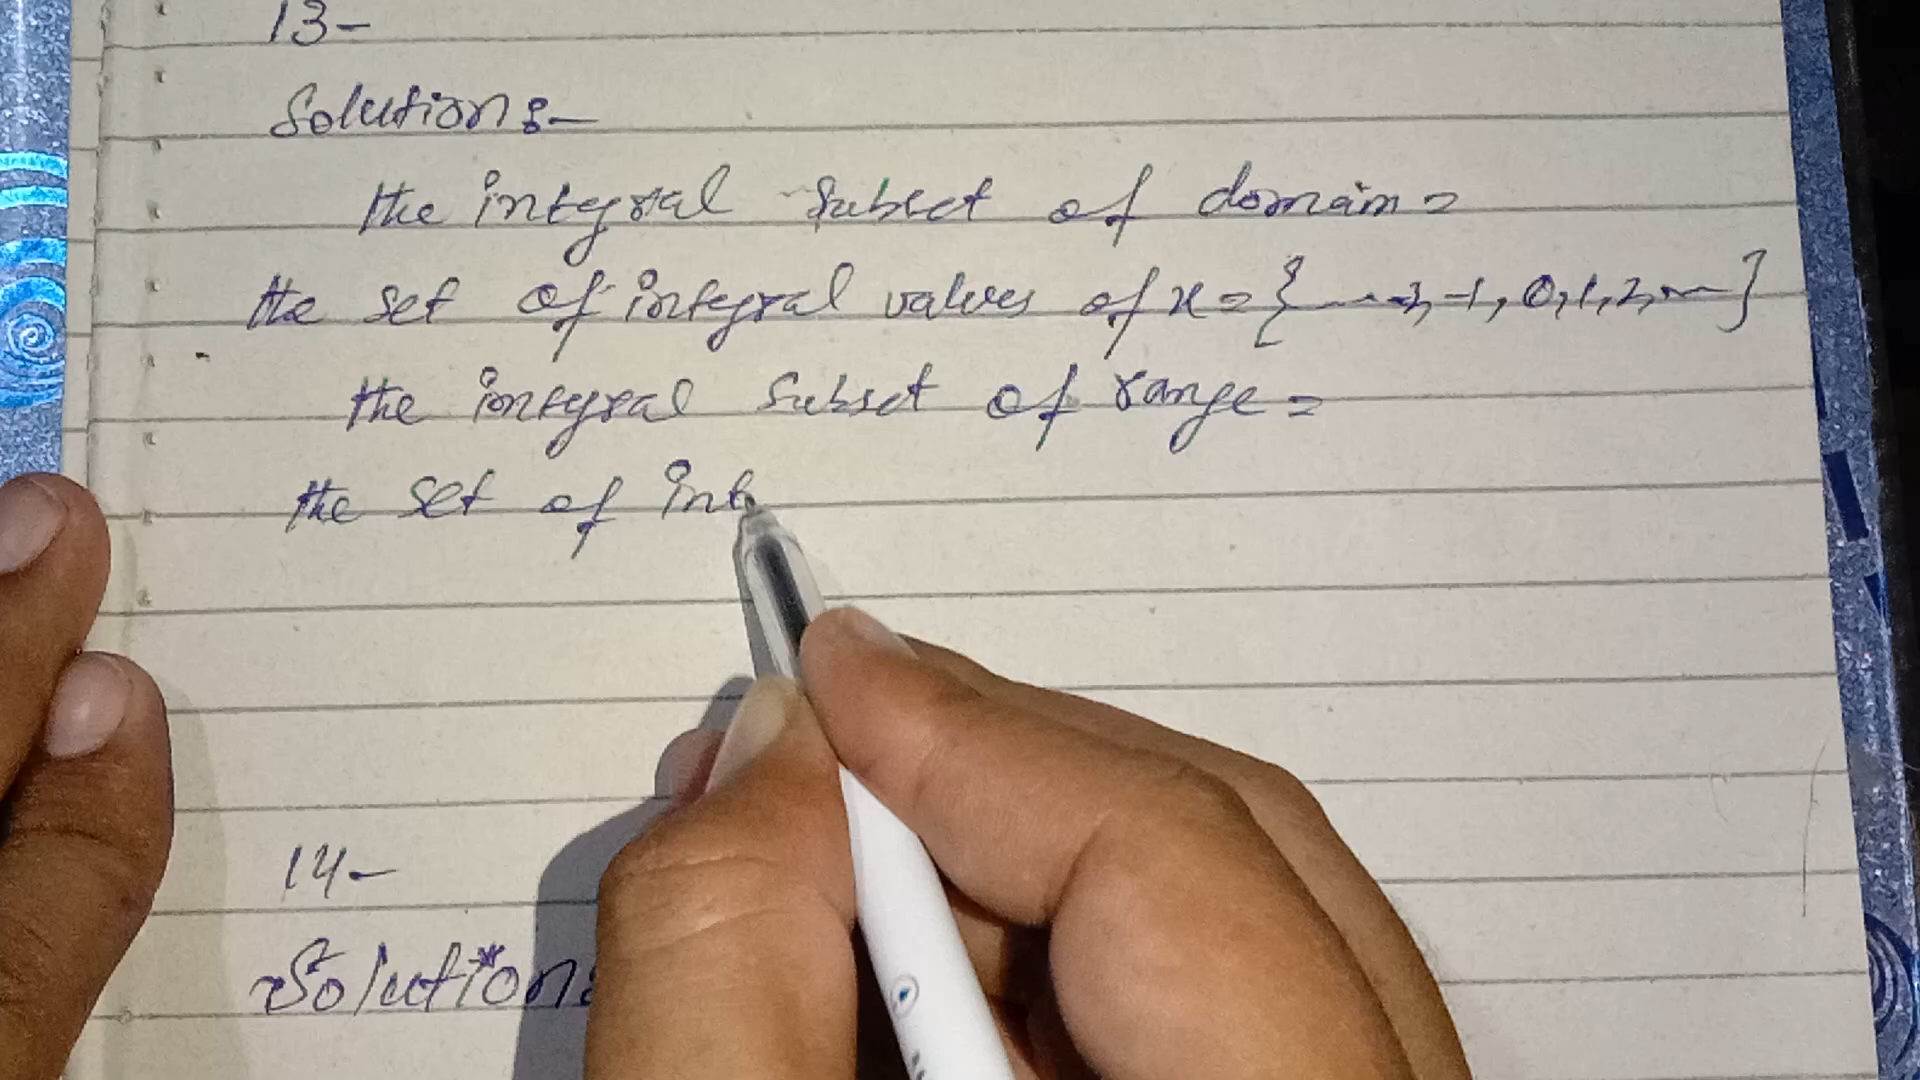 13-
Solution:-
the integral subset of domain =
the set of integral values of x = {.... -2, -1, 0, 1, 2, ...}
the integral subset of range =
the set of int
14-
Solution: